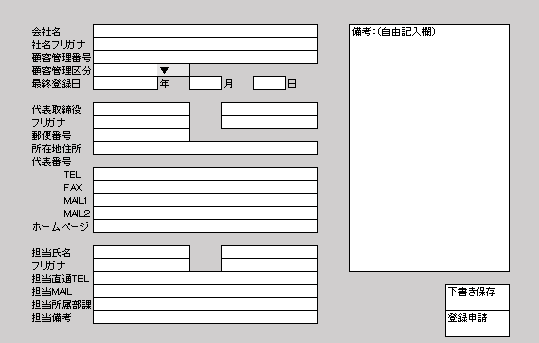 会社名
社名フリガナ
顧客管理番号
顧客管理区分 ▼
最終登録日 年 月 日
代表取締役
フリガナ
郵便番号
所在地住所
代表番号
TEL
FAX
MAIL1
MAIL2
ホームページ
担当氏名
フリガナ
担当直通TEL
担当MAIL
担当所属部課
担当備考
備考:(自由記入欄)
下書き保存
登録申請